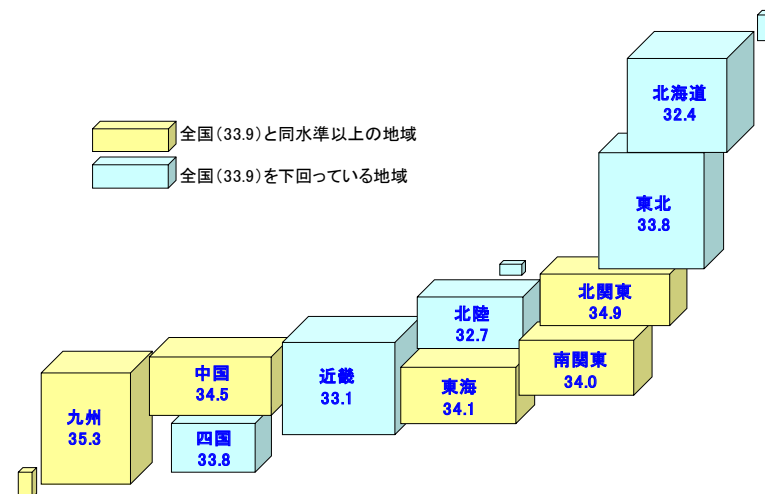 北海道
32.4
全国(33.9)と同水準以上の地域
全国(33.9)を下回っている地域
東北
33.8
北関東
34.9
北陸
32.7
南関東
34.0
中国
34.5
近畿
33.1
東海
34.1
九州
35.3
四国
33.8